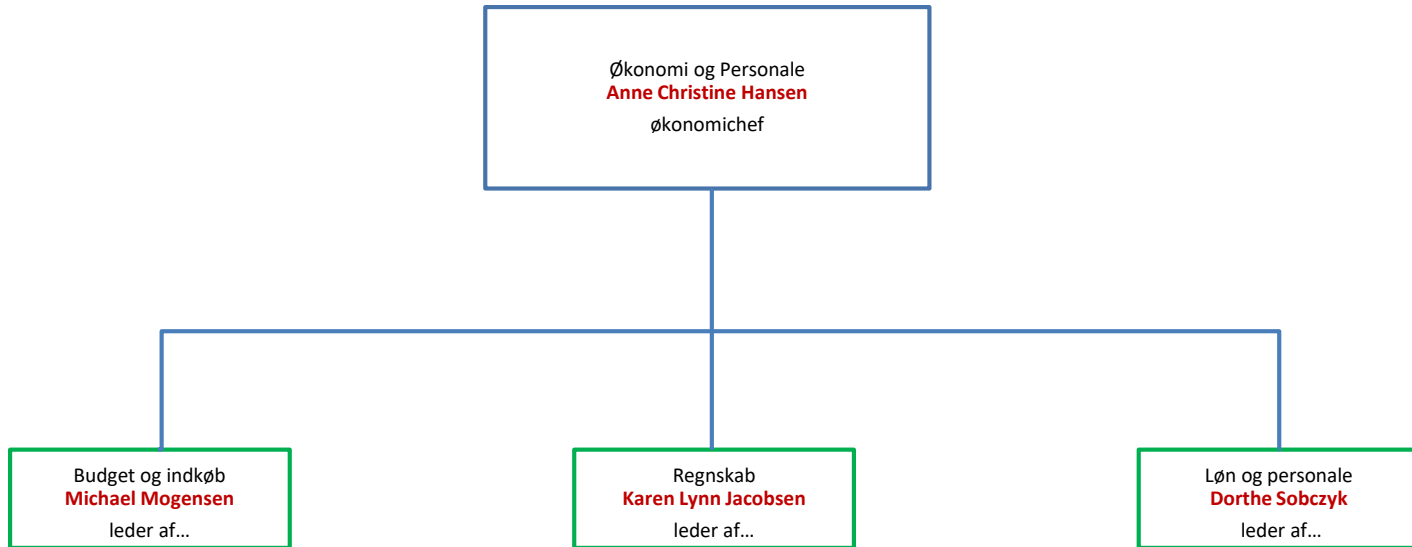 Økonomi og Personale
Anne Christine Hansen
økonomichef
Budget og indkøb
Michael Mogensen
leder af…
Regnskab
Karen Lynn Jacobsen
leder af…
Løn og personale
Dorthe Sobczyk
leder af…